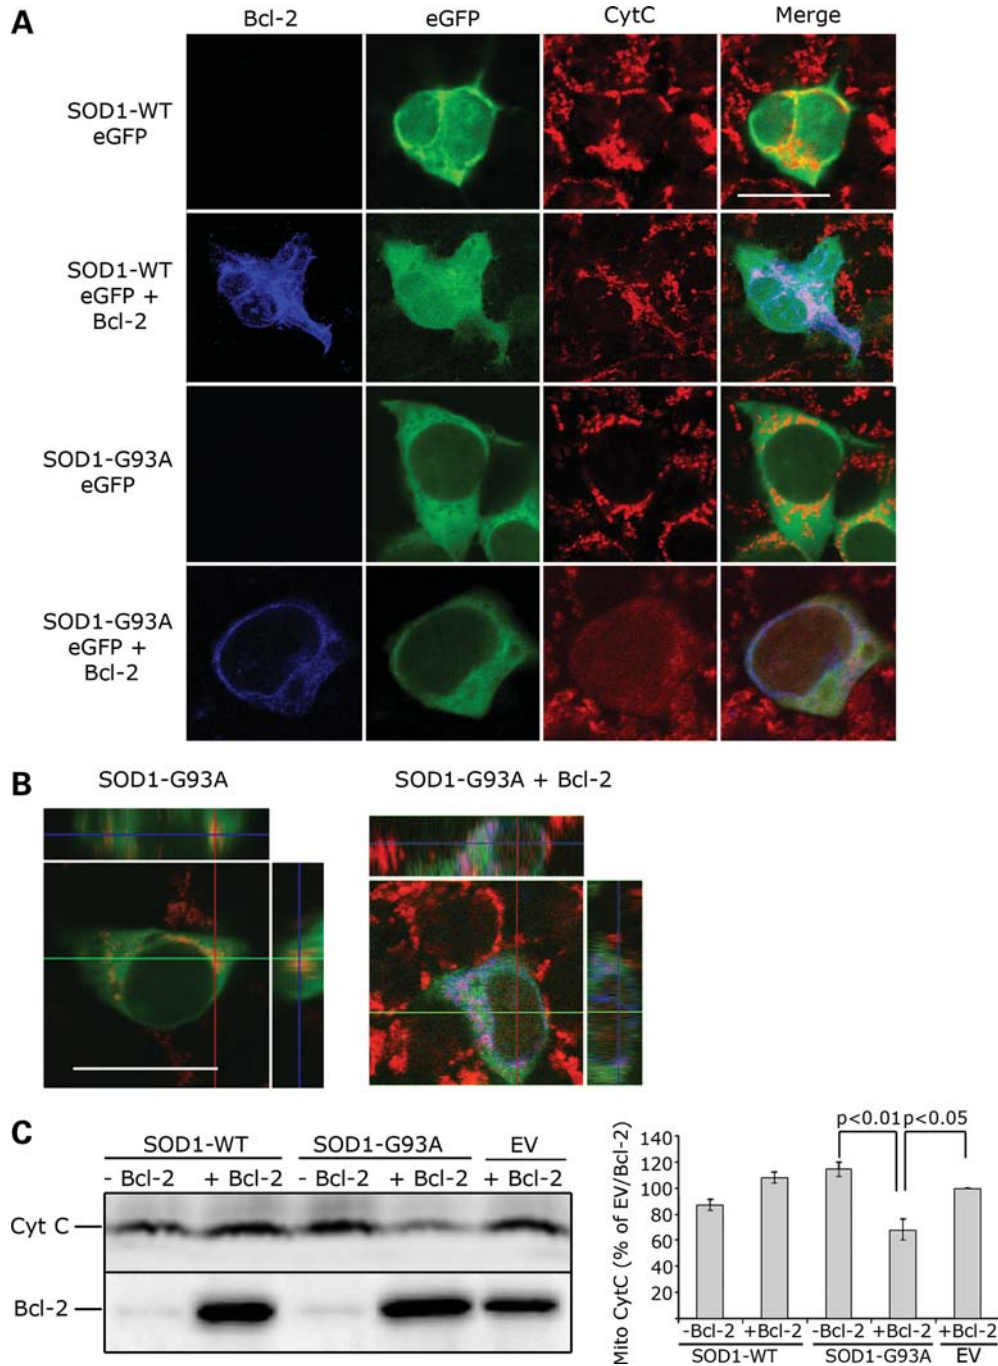 A
Bcl-2 eGFP CytC Merge
SOD1-WT
eGFP
SOD1-WT
eGFP +
Bcl-2
SOD1-G93A
eGFP
SOD1-G93A
eGFP +
Bcl-2
B
SOD1-G93A
SOD1-G93A + Bcl-2
C
SOD1-WT SOD1-G93A EV
- Bcl-2 + Bcl-2 - Bcl-2 + Bcl-2 + Bcl-2
Cyt C
Bcl-2
p<0.01 p<0.05
Mito CytC (% of EV/Bcl-2)
140
120
100
80
60
40
20
-Bcl-2 +Bcl-2 -Bcl-2 +Bcl-2 +Bcl-2
SOD1-WT SOD1-G93A EV